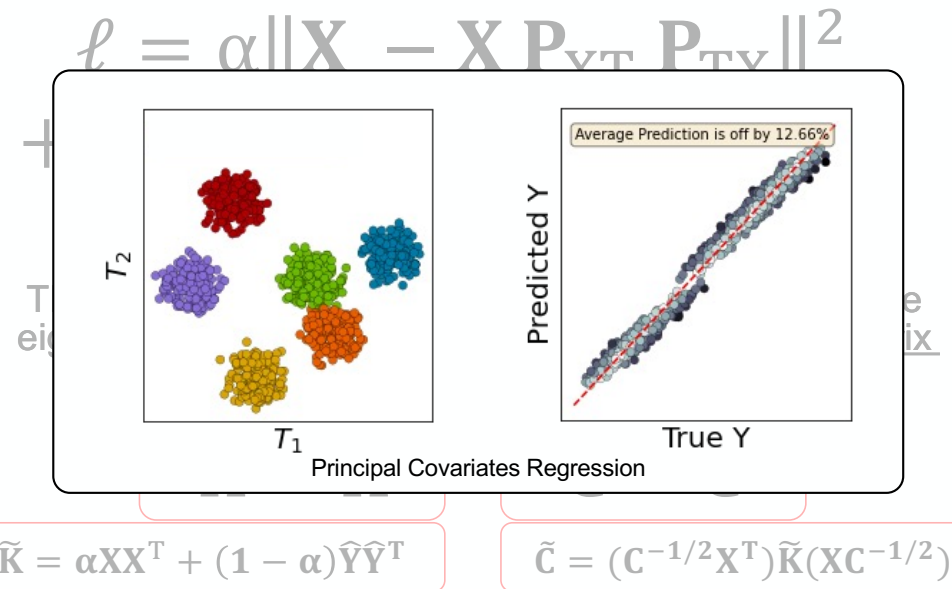 ℓ = α‖X − X P_XT P_TX‖²
+
Average Prediction is off by 12.66%
T₂
T₁
Predicted Y
True Y
Principal Covariates Regression
K̃ = αXXᵀ + (1 − α)ŶŶᵀ
C̃ = (C^{−1/2}Xᵀ)K̃(XC^{−1/2})